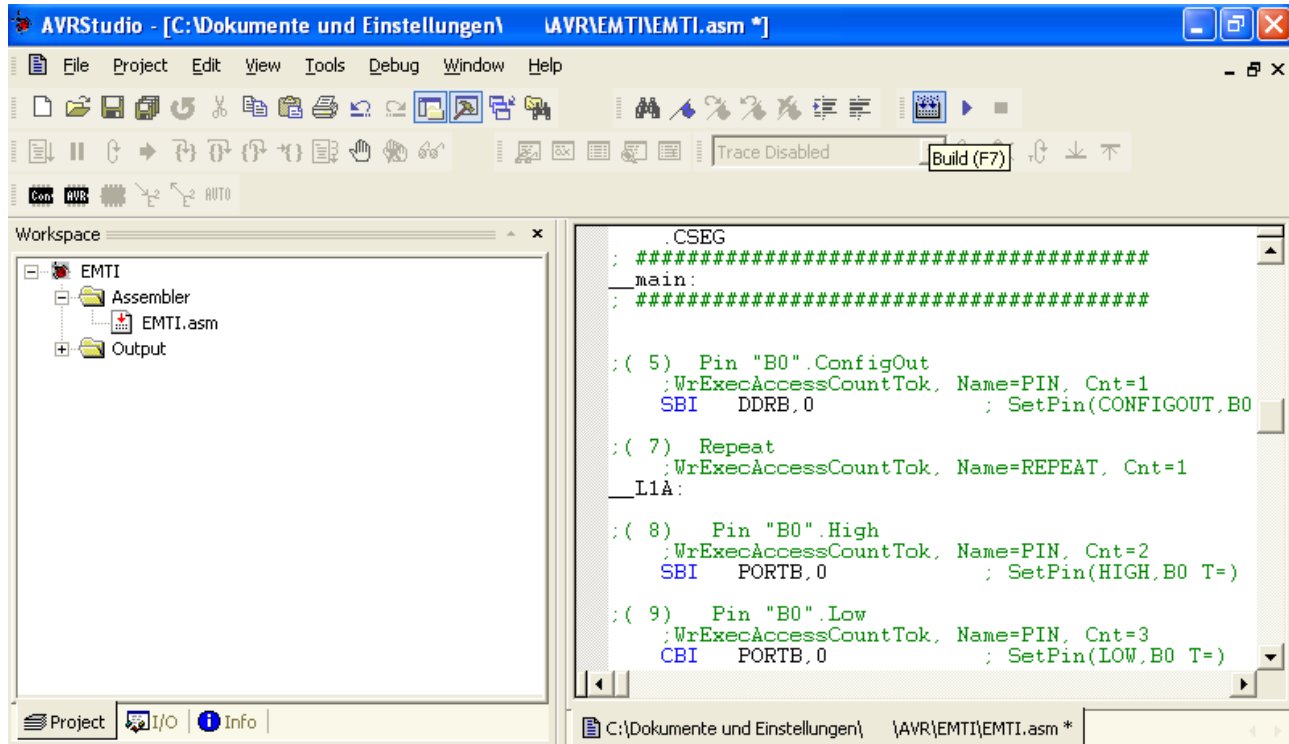 AVRStudio - [C:\Dokumente und Einstellungen\ \AVR\EMTI\EMTI.asm *]
File Project Edit View Tools Debug Window Help
Trace Disabled
Build (F7)
Con AVR AUTO
Workspace
EMTI
Assembler
EMTI.asm
Output
Project I/O Info
.CSEG
; ########################################
__main:
; ########################################
;( 5) Pin "B0".ConfigOut
;WrExecAccessCountTok, Name=PIN, Cnt=1
SBI DDRB,0 ; SetPin(CONFIGOUT,B0
;( 7) Repeat
;WrExecAccessCountTok, Name=REPEAT, Cnt=1
__L1A:
;( 8) Pin "B0".High
;WrExecAccessCountTok, Name=PIN, Cnt=2
SBI PORTB,0 ; SetPin(HIGH,B0 T=)
;( 9) Pin "B0".Low
;WrExecAccessCountTok, Name=PIN, Cnt=3
CBI PORTB,0 ; SetPin(LOW,B0 T=)
C:\Dokumente und Einstellungen\ \AVR\EMTI\EMTI.asm *